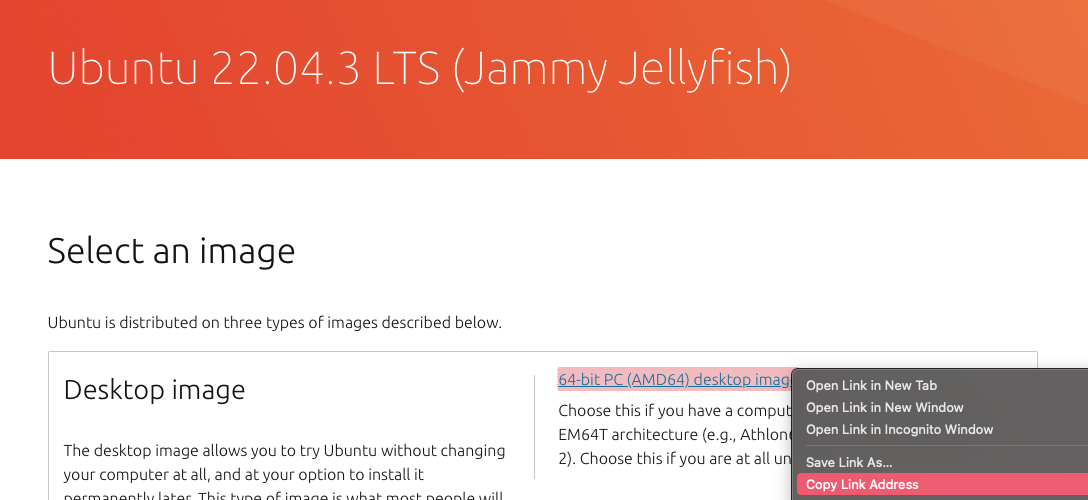 Ubuntu 22.04.3 LTS (Jammy Jellyfish)
Select an image
Ubuntu is distributed on three types of images described below.
Desktop image
The desktop image allows you to try Ubuntu without changing
your computer at all, and at your option to install it
permanently later. This type of image is what most people will
64-bit PC (AMD64) desktop imag
Choose this if you have a comput
EM64T architecture (e.g., Athlon
2). Choose this if you are at all un
Open Link in New Tab
Open Link in New Window
Open Link in Incognito Window
Save Link As...
Copy Link Address